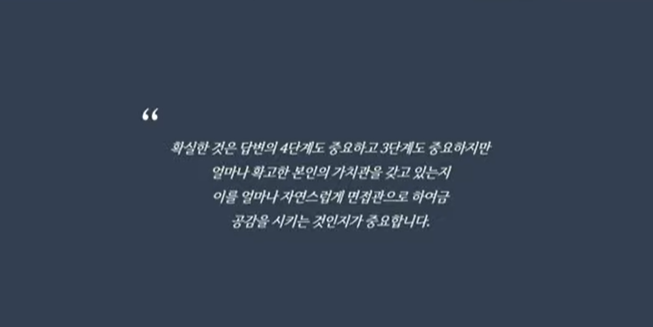 “
확실한 것은 답변의 4단계도 중요하고 3단계도 중요하지만
얼마나 확고한 본인의 가치관을 갖고 있는지
이를 얼마나 자연스럽게 면접관으로 하여금
공감을 시키는 것인지가 중요합니다.